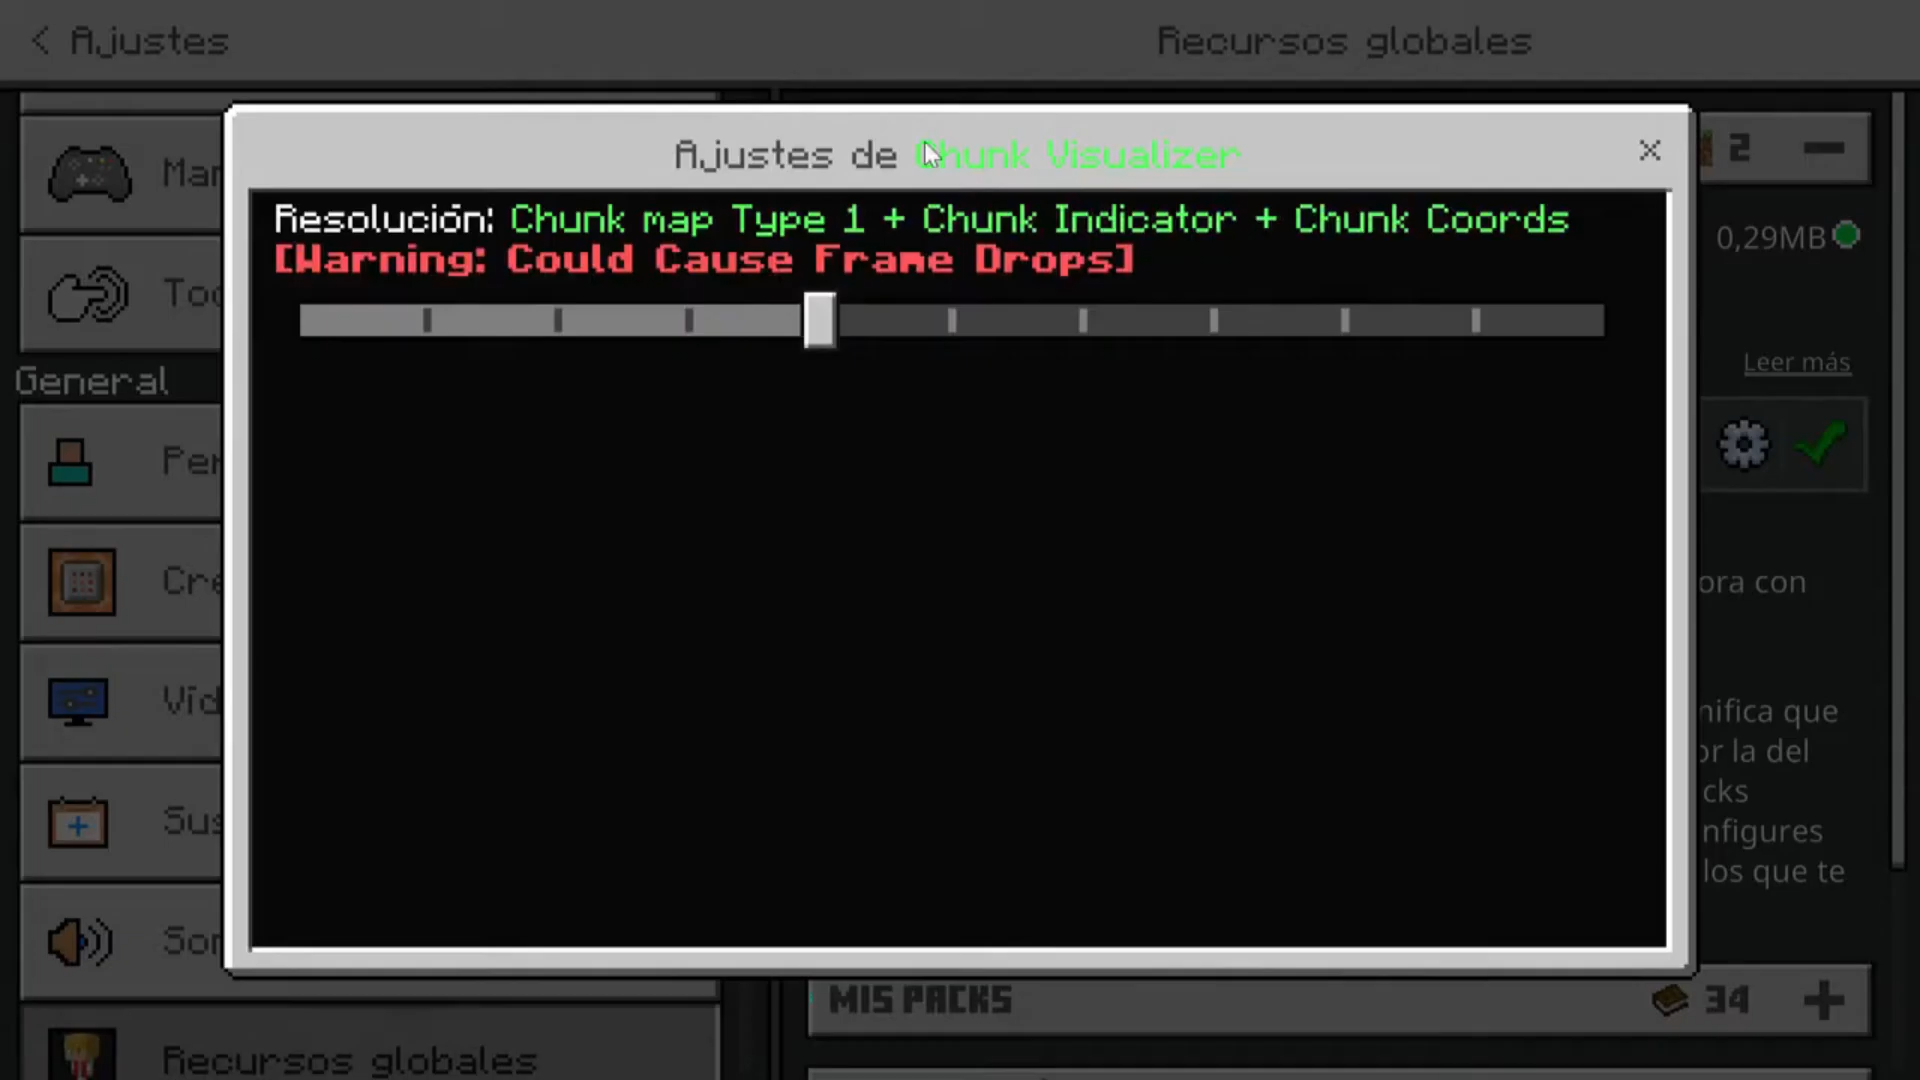 Ajustes
Recursos globales
Ajustes de Chunk Visualizer
2
Resolución: Chunk map Type 1 + Chunk Indicator + Chunk Coords
[Warning: Could Cause Frame Drops]
0,29MB
Leer más
General
ora con
nifica que
or la del
cks
nfigures
los que te
MIS PACKS
34
Recursos globales